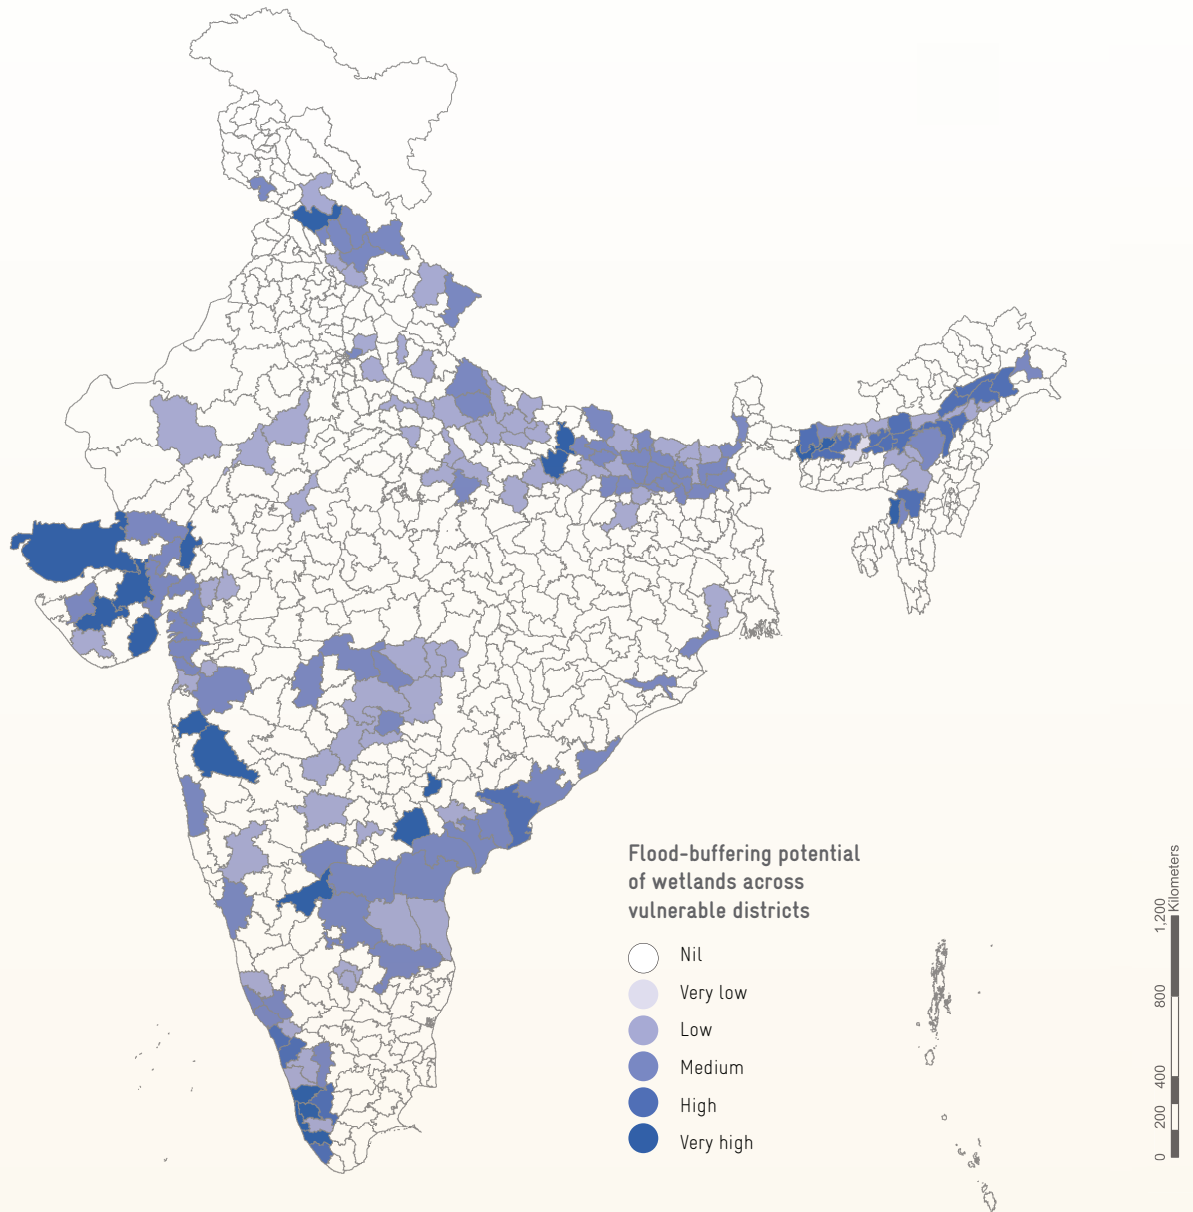 Flood-buffering potential
of wetlands across
vulnerable districts
Nil
Very low
Low
Medium
High
Very high
0 200 400 800 1,200
Kilometers